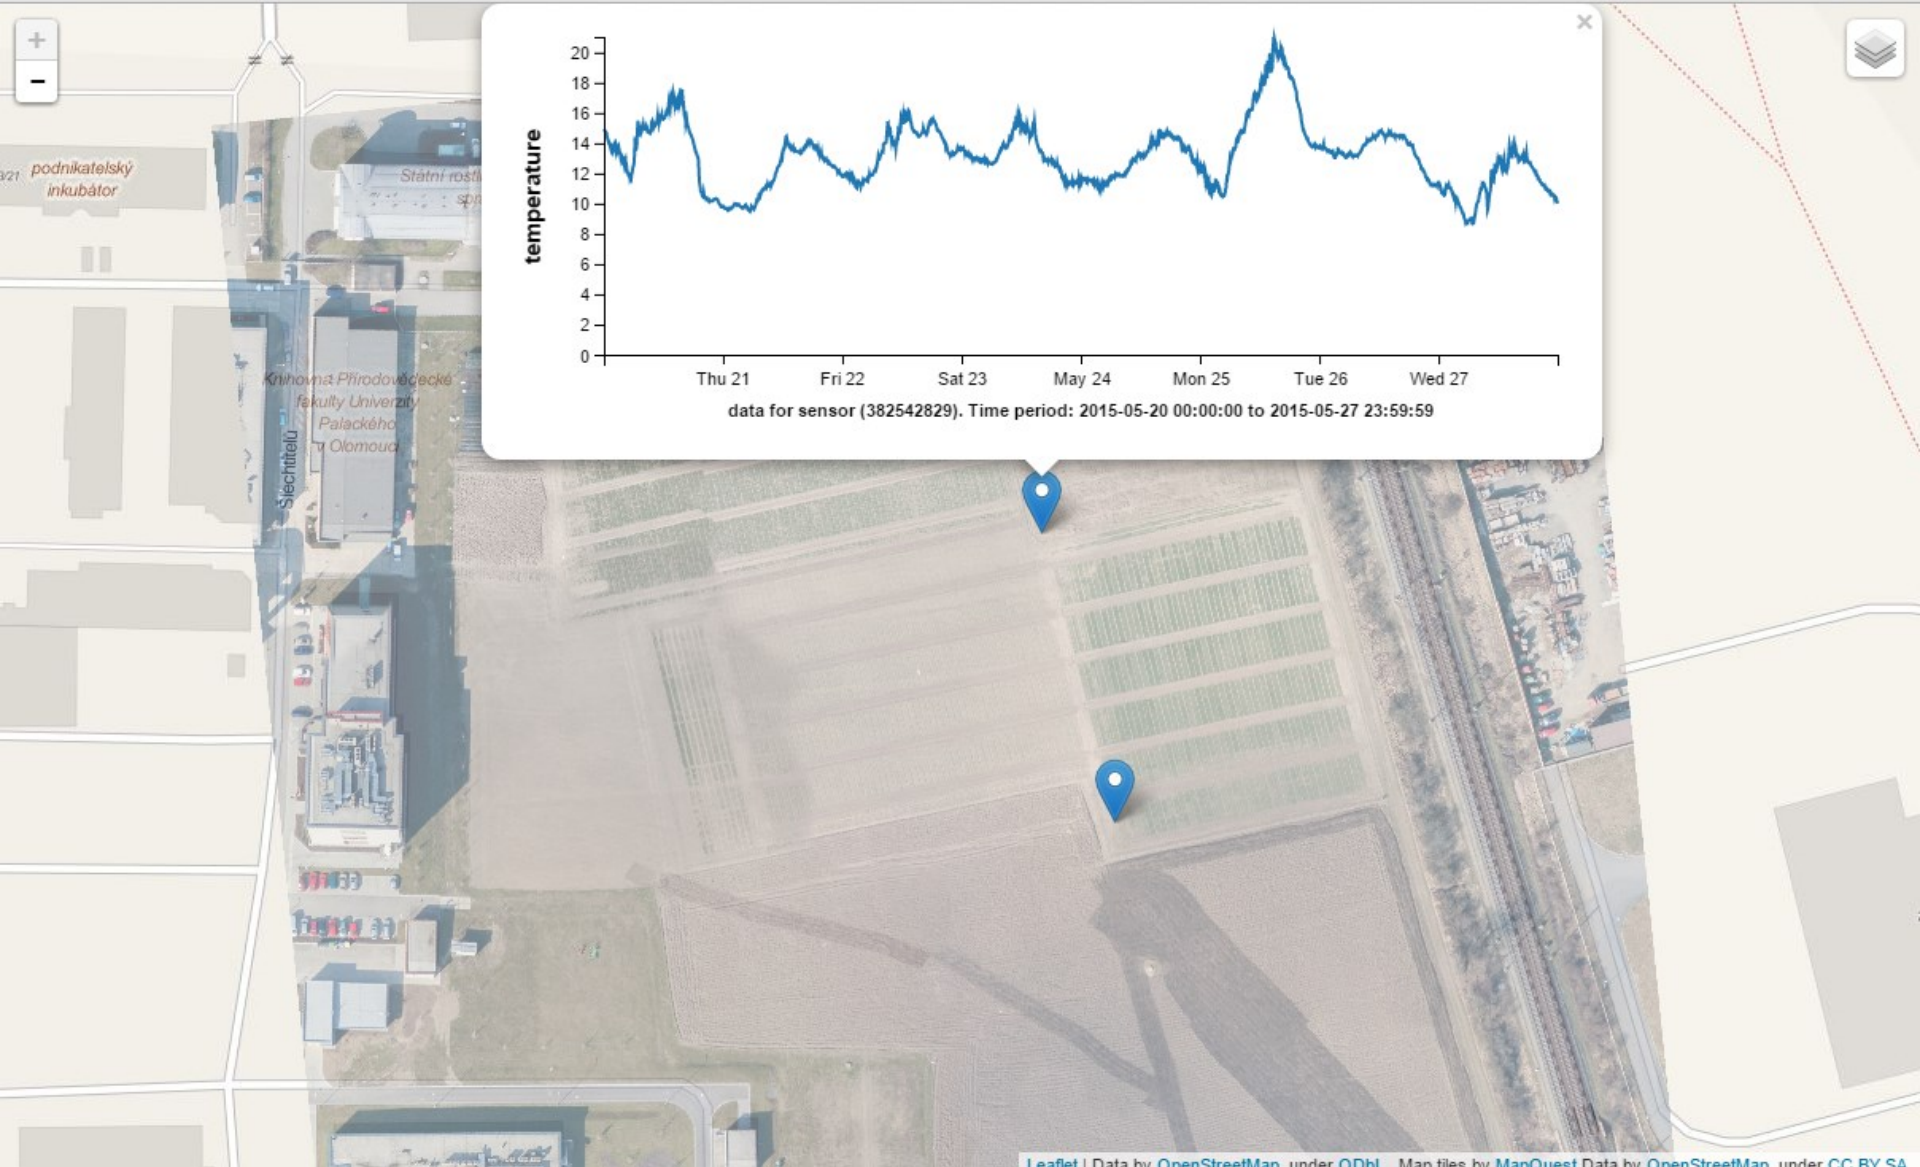 +
-
×
20
18
16
14
12
10
8
6
4
2
0
temperature
Thu 21
Fri 22
Sat 23
May 24
Mon 25
Tue 26
Wed 27
data for sensor (382542829). Time period: 2015-05-20 00:00:00 to 2015-05-27 23:59:59
podnikatelský
inkubátor
Státní
Knihovna Přírodovědecké
fakulty Univerzity
Palackého
v Olomouci
Šlechtitelů
Leaflet | Data by OpenStreetMap, under ODbL. Map tiles by MapQuest Data by OpenStreetMap, under CC BY SA